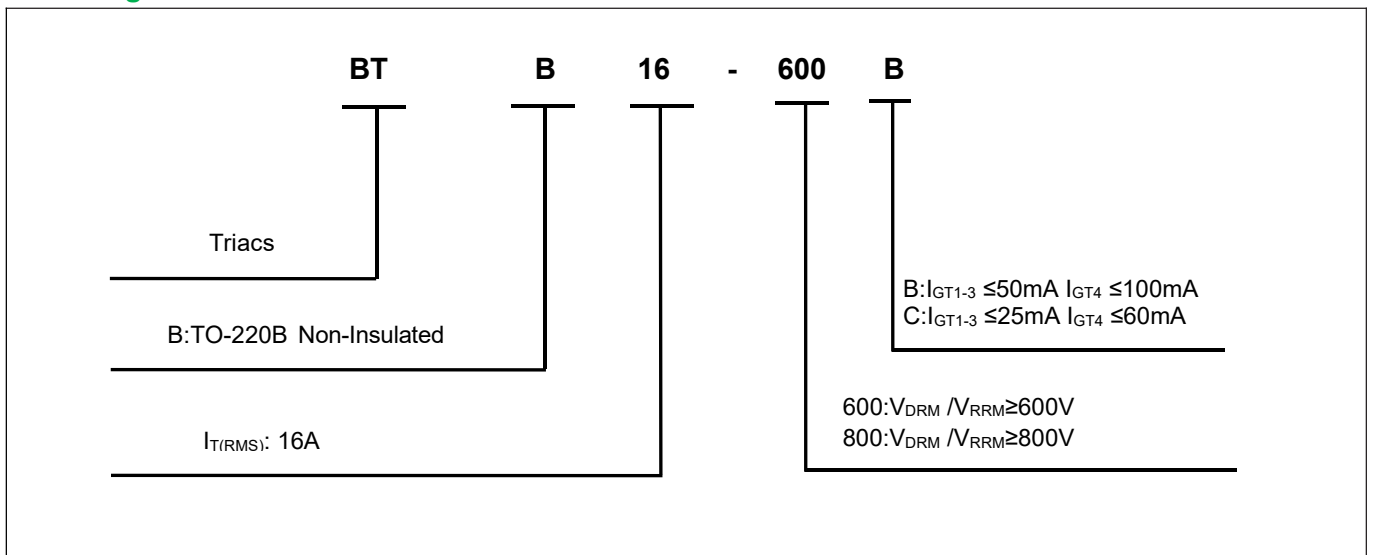 BT B 16 - 600 B
Triacs
B:TO-220B Non-Insulated
IT(RMS): 16A
B:IGT1-3 ≤50mA IGT4 ≤100mA
C:IGT1-3 ≤25mA IGT4 ≤60mA
600:VDRM /VRRM≥600V
800:VDRM /VRRM≥800V